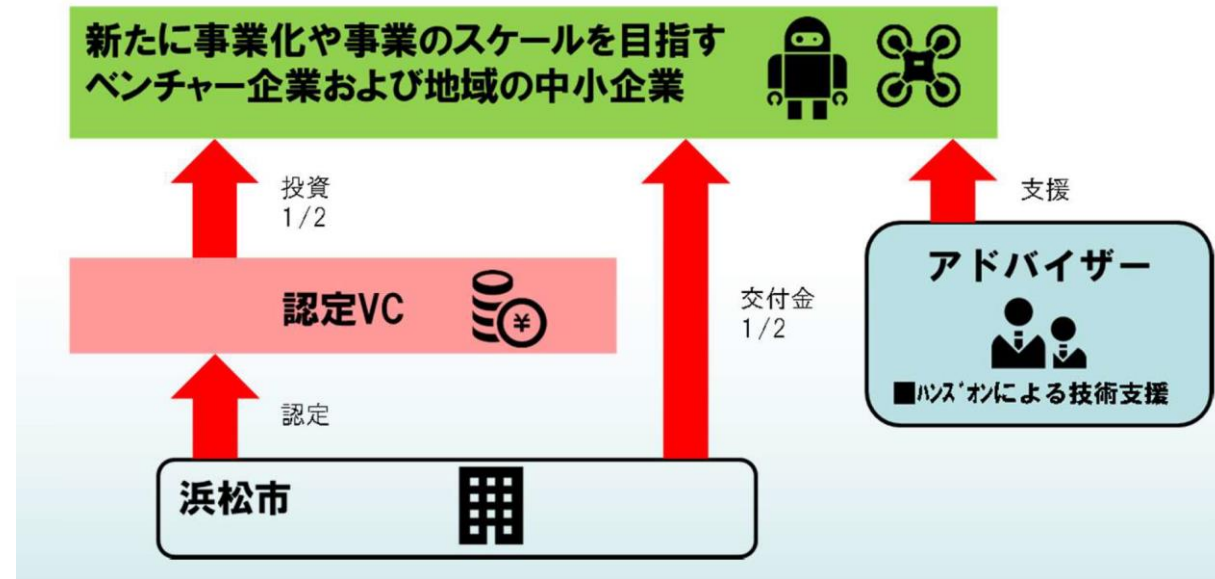 新たに事業化や事業のスケールを目指す
ベンチャー企業および地域の中小企業
投資
1/2
支援
認定VC
¥
交付金
1/2
アドバイザー
■ﾊﾝｽﾞｵﾝによる技術支援
認定
浜松市